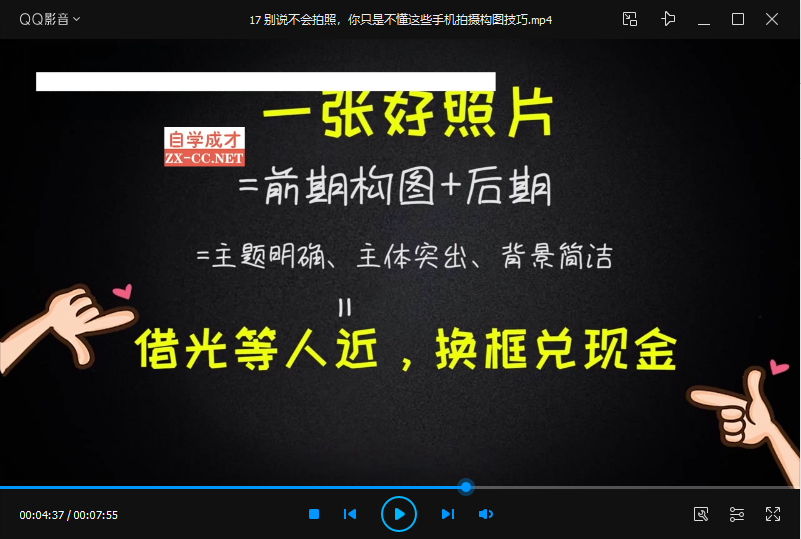 QQ影音
17 别说不会拍照，你只是不懂这些手机拍摄构图技巧.mp4
一张好照片
自学成才
ZX-CC.NET
=前期构图+后期
=主题明确、主体突出、背景简洁
=
借光等人近，换框兑现金
00:04:37 / 00:07:55